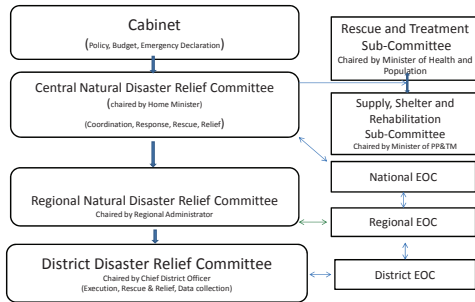 Cabinet
(Policy, Budget, Emergency Declaration)
Central Natural Disaster Relief Committee
(chaired by Home Minister)
(Coordination, Response, Rescue, Relief)
Regional Natural Disaster Relief Committee
Chaired by Regional Administrator
District Disaster Relief Committee
Chaired by Chief District Officer
(Execution, Rescue & Relief, Data collection)
Rescue and Treatment
Sub-Committee
Chaired by Minister of Health and
Population
Supply, Shelter and
Rehabilitation
Sub-Committee
Chaired by Minister of PP&TM
National EOC
Regional EOC
District EOC